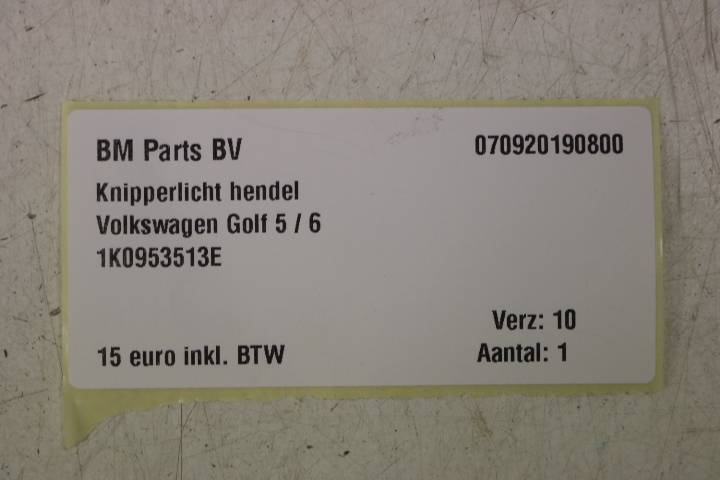 BM Parts BV 070920190800
Knipperlicht hendel
Volkswagen Golf 5 / 6
1K0953513E
Verz: 10
15 euro inkl. BTW Aantal: 1